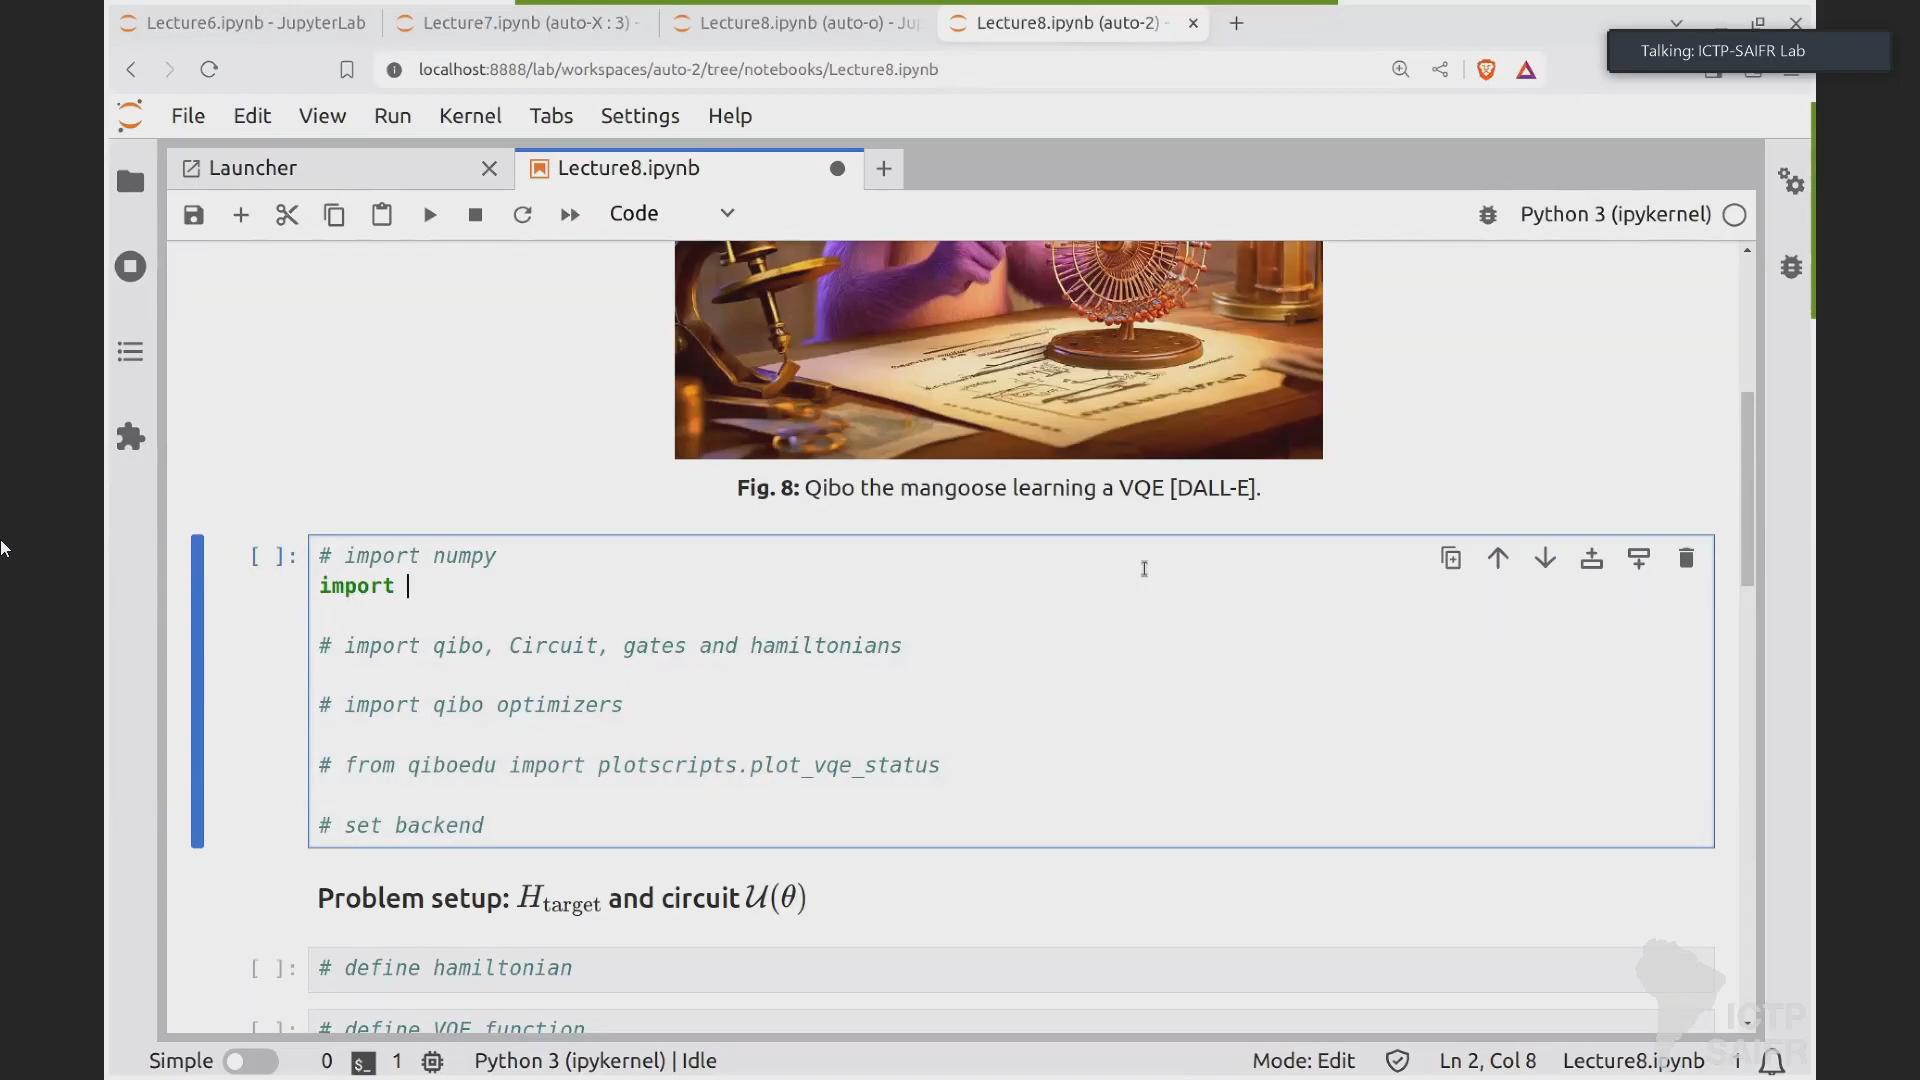 Lecture6.ipynb - JupyterLab
Lecture7.ipynb (auto-X : 3) -
Lecture8.ipynb (auto-o) - Ju
Lecture8.ipynb (auto-2) -
Talking: ICTP-SAIFR Lab
localhost:8888/lab/workspaces/auto-2/tree/notebooks/Lecture8.ipynb
File Edit View Run Kernel Tabs Settings Help
Launcher
Lecture8.ipynb
Code
Python 3 (ipykernel)
Fig. 8: Qibo the mangoose learning a VQE [DALL-E].
[ ]: # import numpy
import
# import qibo, Circuit, gates and hamiltonians
# import qibo optimizers
# from qiboedu import plotscripts.plot_vqe_status
# set backend
Problem setup: H_target and circuit U(θ)
[ ]: # define hamiltonian
[ ]: # define VQE function
ICTP
SAIFR
Simple 0 1 Python 3 (ipykernel) | Idle Mode: Edit Ln 2, Col 8 Lecture8.ipynb 1